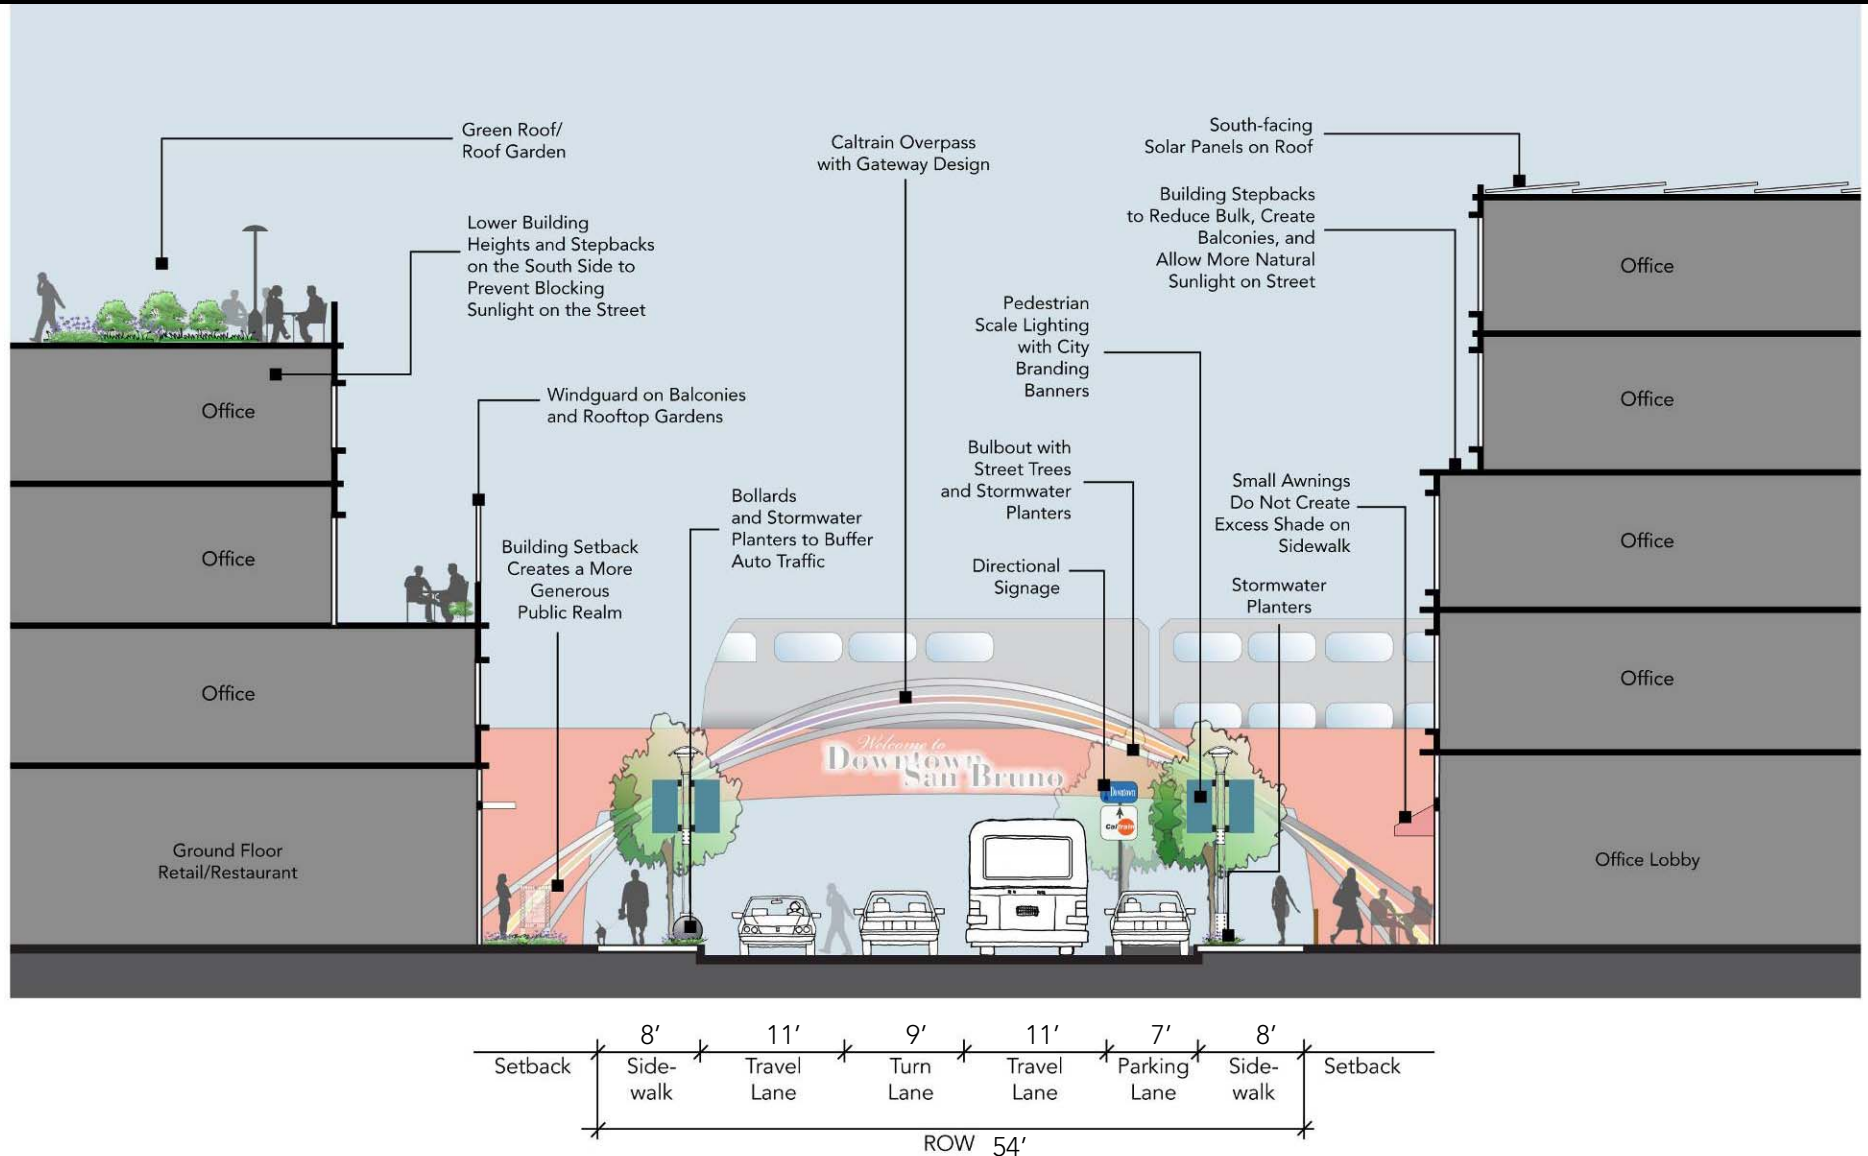 Green Roof/
Roof Garden
Lower Building
Heights and Stepbacks
on the South Side to
Prevent Blocking
Sunlight on the Street
Windguard on Balconies
and Rooftop Gardens
Building Setback
Creates a More
Generous
Public Realm
Bollards
and Stormwater
Planters to Buffer
Auto Traffic
Caltrain Overpass
with Gateway Design
South-facing
Solar Panels on Roof
Building Stepbacks
to Reduce Bulk, Create
Balconies, and
Allow More Natural
Sunlight on Street
Pedestrian
Scale Lighting
with City
Branding
Banners
Bulbout with
Street Trees
and Stormwater
Planters
Directional
Signage
Small Awnings
Do Not Create
Excess Shade on
Sidewalk
Stormwater
Planters
Office
Office
Office
Ground Floor
Retail/Restaurant
Office
Office
Office
Office
Office Lobby
Welcome to
Downtown
San Bruno
Downtown
Caltrain
8' 11' 9' 11' 7' 8'
Setback Side- Travel Turn Travel Parking Side- Setback
walk Lane Lane Lane Lane walk
ROW 54'